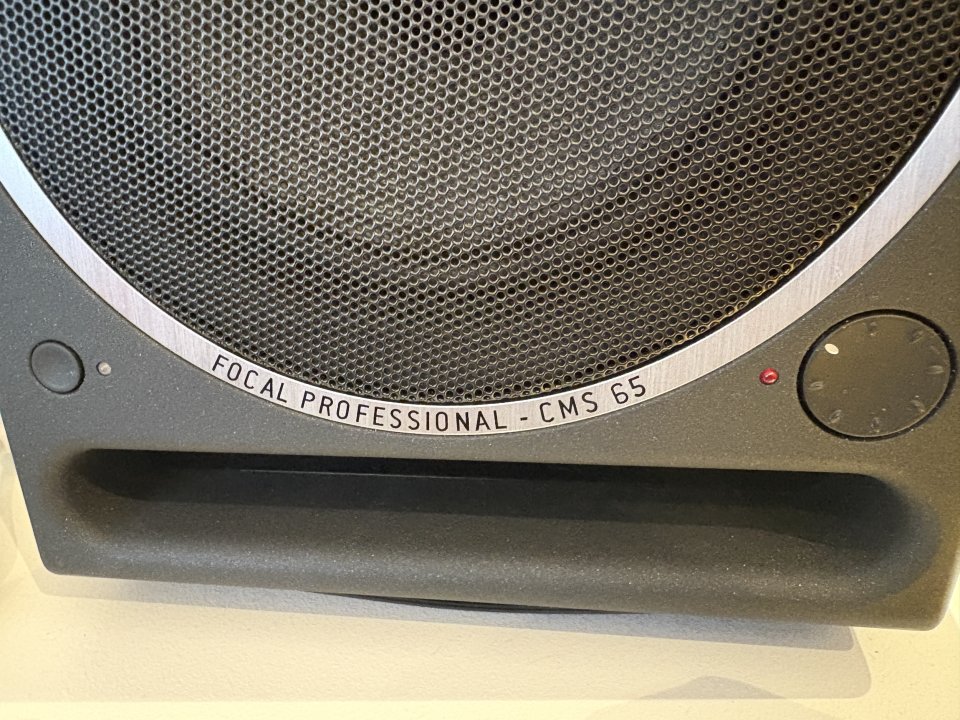 FOCAL PROFESSIONAL - CMS 65